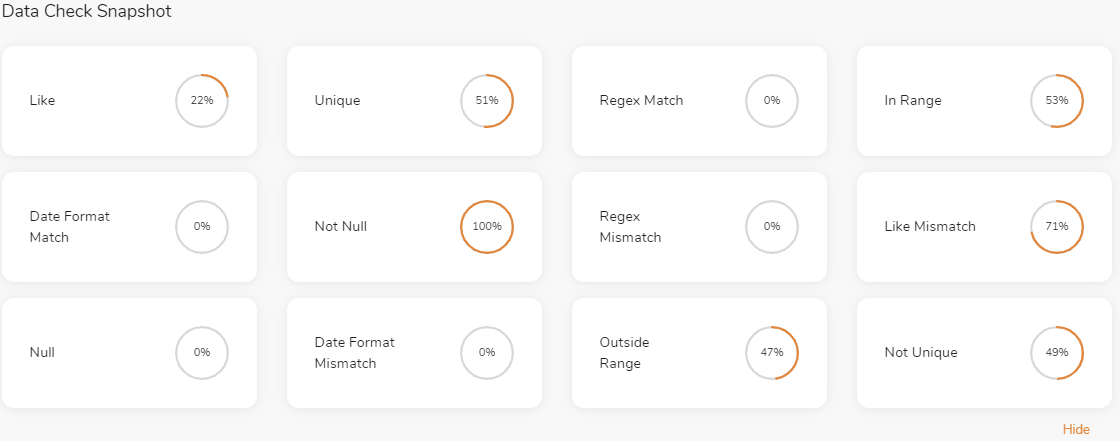 Data Check Snapshot
Like
22%
Unique
51%
Regex Match
0%
In Range
53%
Date Format
Match
0%
Not Null
100%
Regex
Mismatch
0%
Like Mismatch
71%
Null
0%
Date Format
Mismatch
0%
Outside
Range
47%
Not Unique
49%
Hide